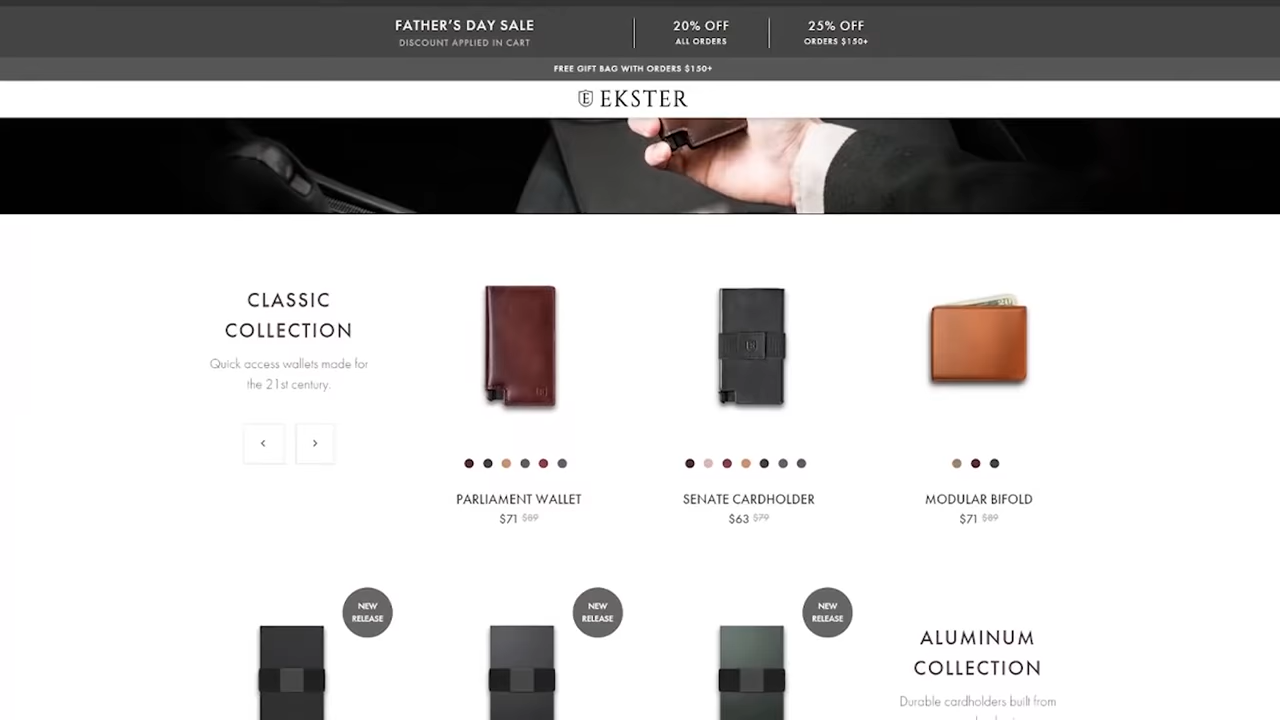 FATHER'S DAY SALE
DISCOUNT APPLIED IN CART
20% OFF
ALL ORDERS
25% OFF
ORDERS $150+
FREE GIFT BAG WITH ORDERS $150+
E EKSTER
CLASSIC
COLLECTION
Quick access wallets made for
the 21st century.
PARLIAMENT WALLET
$71 $89
SENATE CARDHOLDER
$63 $79
MODULAR BIFOLD
$71 $89
NEW
RELEASE
NEW
RELEASE
NEW
RELEASE
ALUMINUM
COLLECTION
Durable cardholders built from